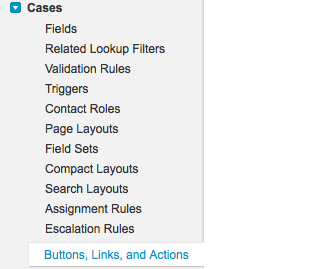 Cases
Fields
Related Lookup Filters
Validation Rules
Triggers
Contact Roles
Page Layouts
Field Sets
Compact Layouts
Search Layouts
Assignment Rules
Escalation Rules
Buttons, Links, and Actions